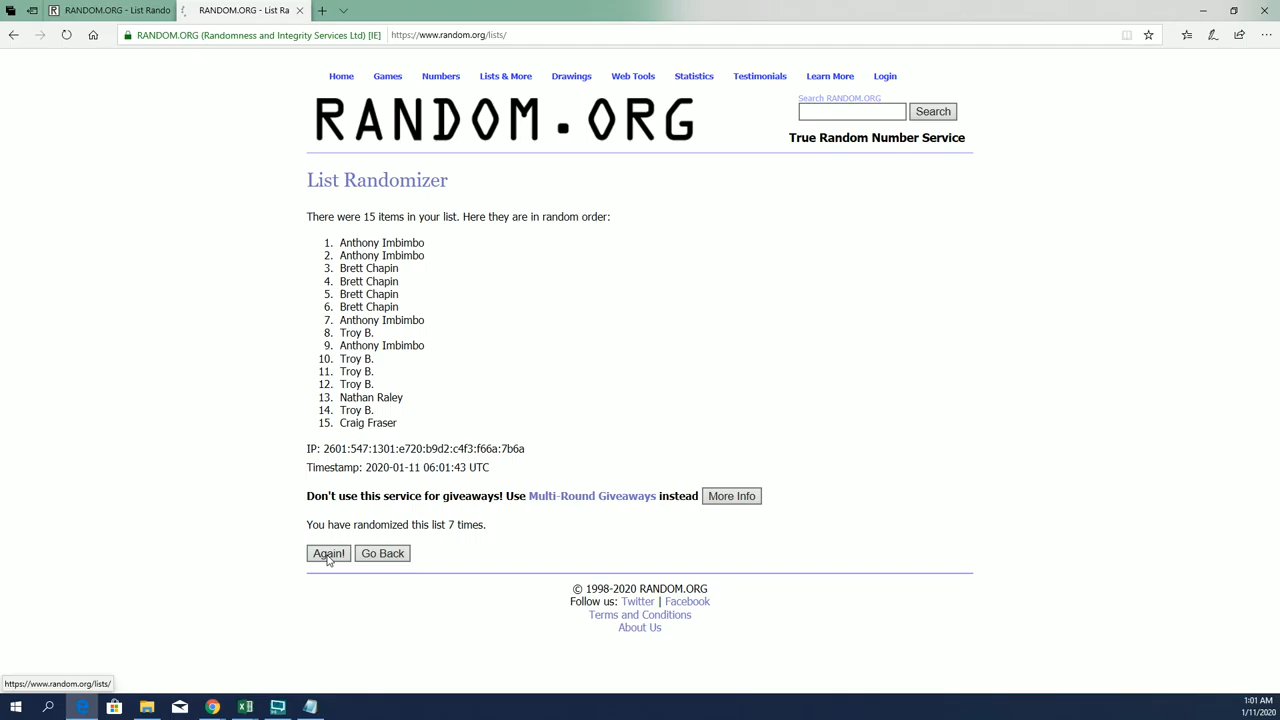 RANDOM.ORG - List Rando
RANDOM.ORG - List Ra
RANDOM.ORG (Randomness and Integrity Services Ltd) [IE]
https://www.random.org/lists/
Home Games Numbers Lists & More Drawings Web Tools Statistics Testimonials Learn More Login
RANDOM.ORG
Search RANDOM.ORG
Search
True Random Number Service
List Randomizer
There were 15 items in your list. Here they are in random order:
1. Anthony Imbimbo
2. Anthony Imbimbo
3. Brett Chapin
4. Brett Chapin
5. Brett Chapin
6. Brett Chapin
7. Anthony Imbimbo
8. Troy B.
9. Anthony Imbimbo
10. Troy B.
11. Troy B.
12. Troy B.
13. Nathan Raley
14. Troy B.
15. Craig Fraser
IP: 2601:547:1301:e720:b9d2:c4f3:f66a:7b6a
Timestamp: 2020-01-11 06:01:43 UTC
Don't use this service for giveaways! Use Multi-Round Giveaways instead More Info
You have randomized this list 7 times.
Again! Go Back
© 1998-2020 RANDOM.ORG
Follow us: Twitter | Facebook
Terms and Conditions
About Us
https://www.random.org/lists/
1:01 AM
1/11/2020